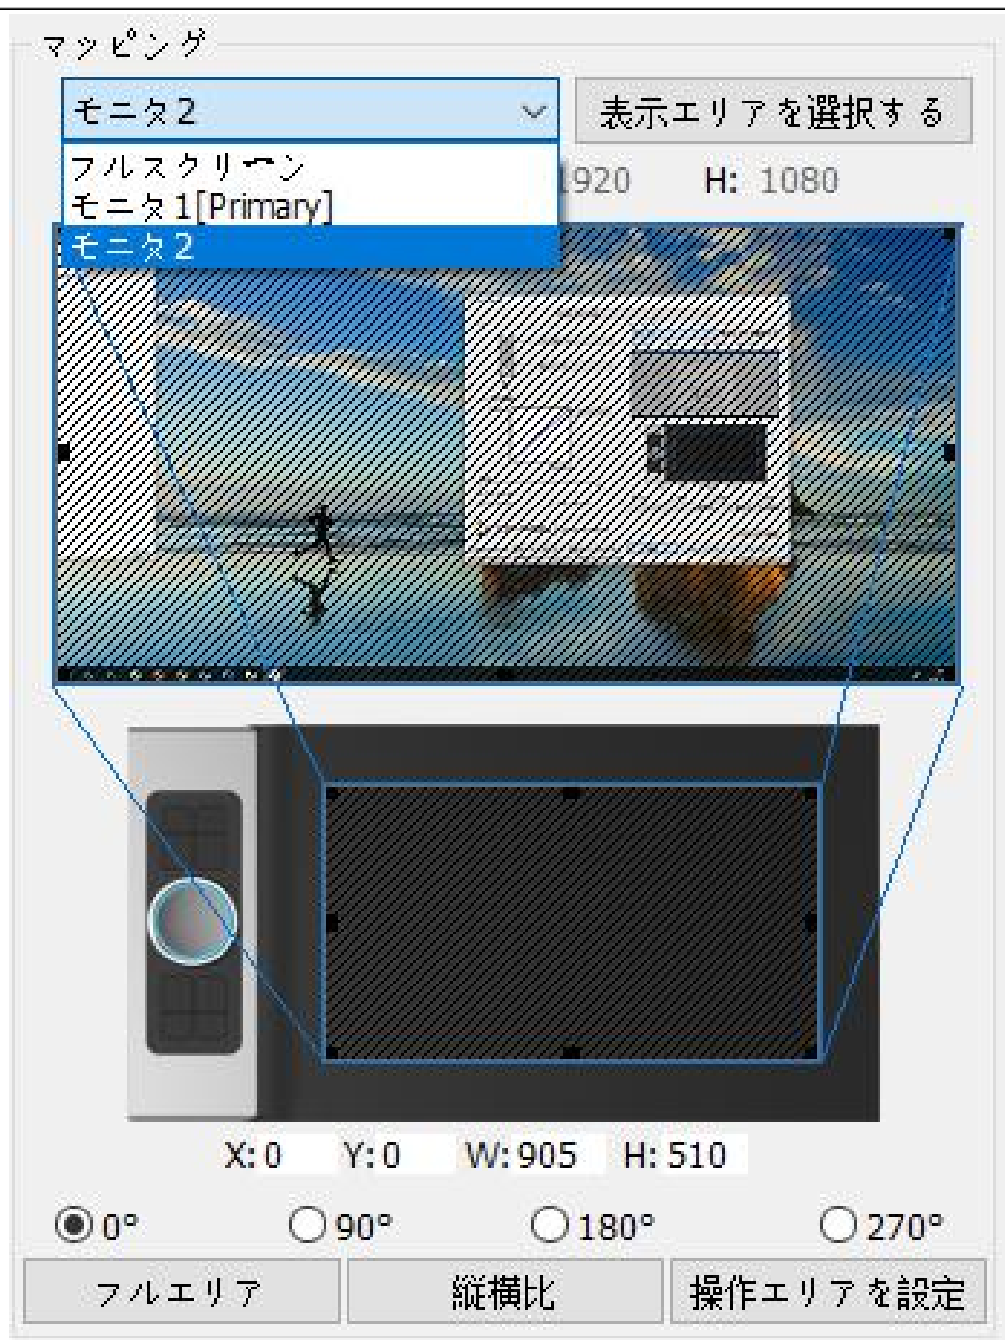 マッピング
モニタ2
表示エリアを選択する
フルスクリーン
モニタ1[Primary]
モニタ2
1920 H: 1080
X: 0 Y: 0 W: 905 H: 510
0° 90° 180° 270°
フルエリア 縦横比 操作エリアを設定